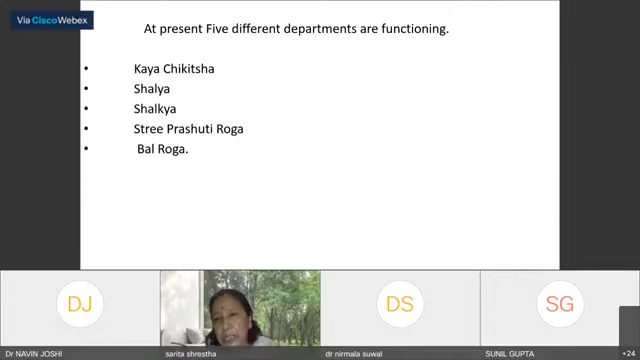 Via Cisco Webex
At present Five different departments are functioning.
• Kaya Chikitsha
• Shalya
• Shalkya
• Stree Prashuti Roga
• Bal Roga.
DJ
DS
SG
Dr NAVIN JOSHI
sarita shrestha
dr nirmala suwal
SUNIL GUPTA
+24